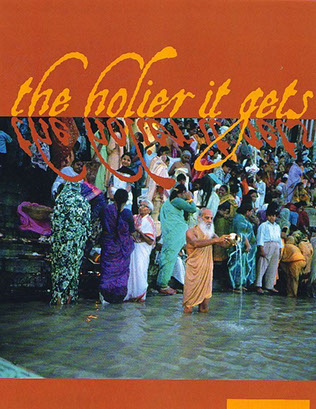 the holier it gets